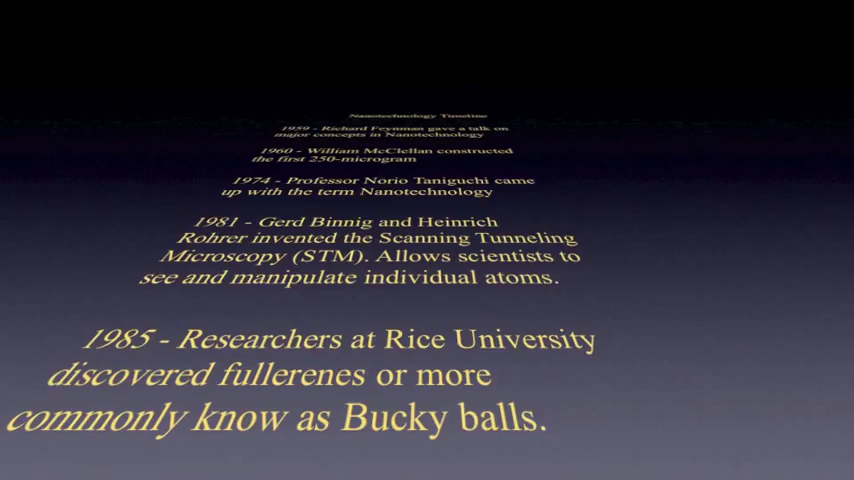 Nanotechnology Timeline
1959 - Richard Feynman gave a talk on
major concepts in Nanotechnology
1960 - William McClellan constructed
the first 250-microgram
1974 - Professor Norio Taniguchi came
up with the term Nanotechnology
1981 - Gerd Binnig and Heinrich
Rohrer invented the Scanning Tunneling
Microscopy (STM). Allows scientists to
see and manipulate individual atoms.
1985 - Researchers at Rice University
discovered fullerenes or more
commonly know as Bucky balls.